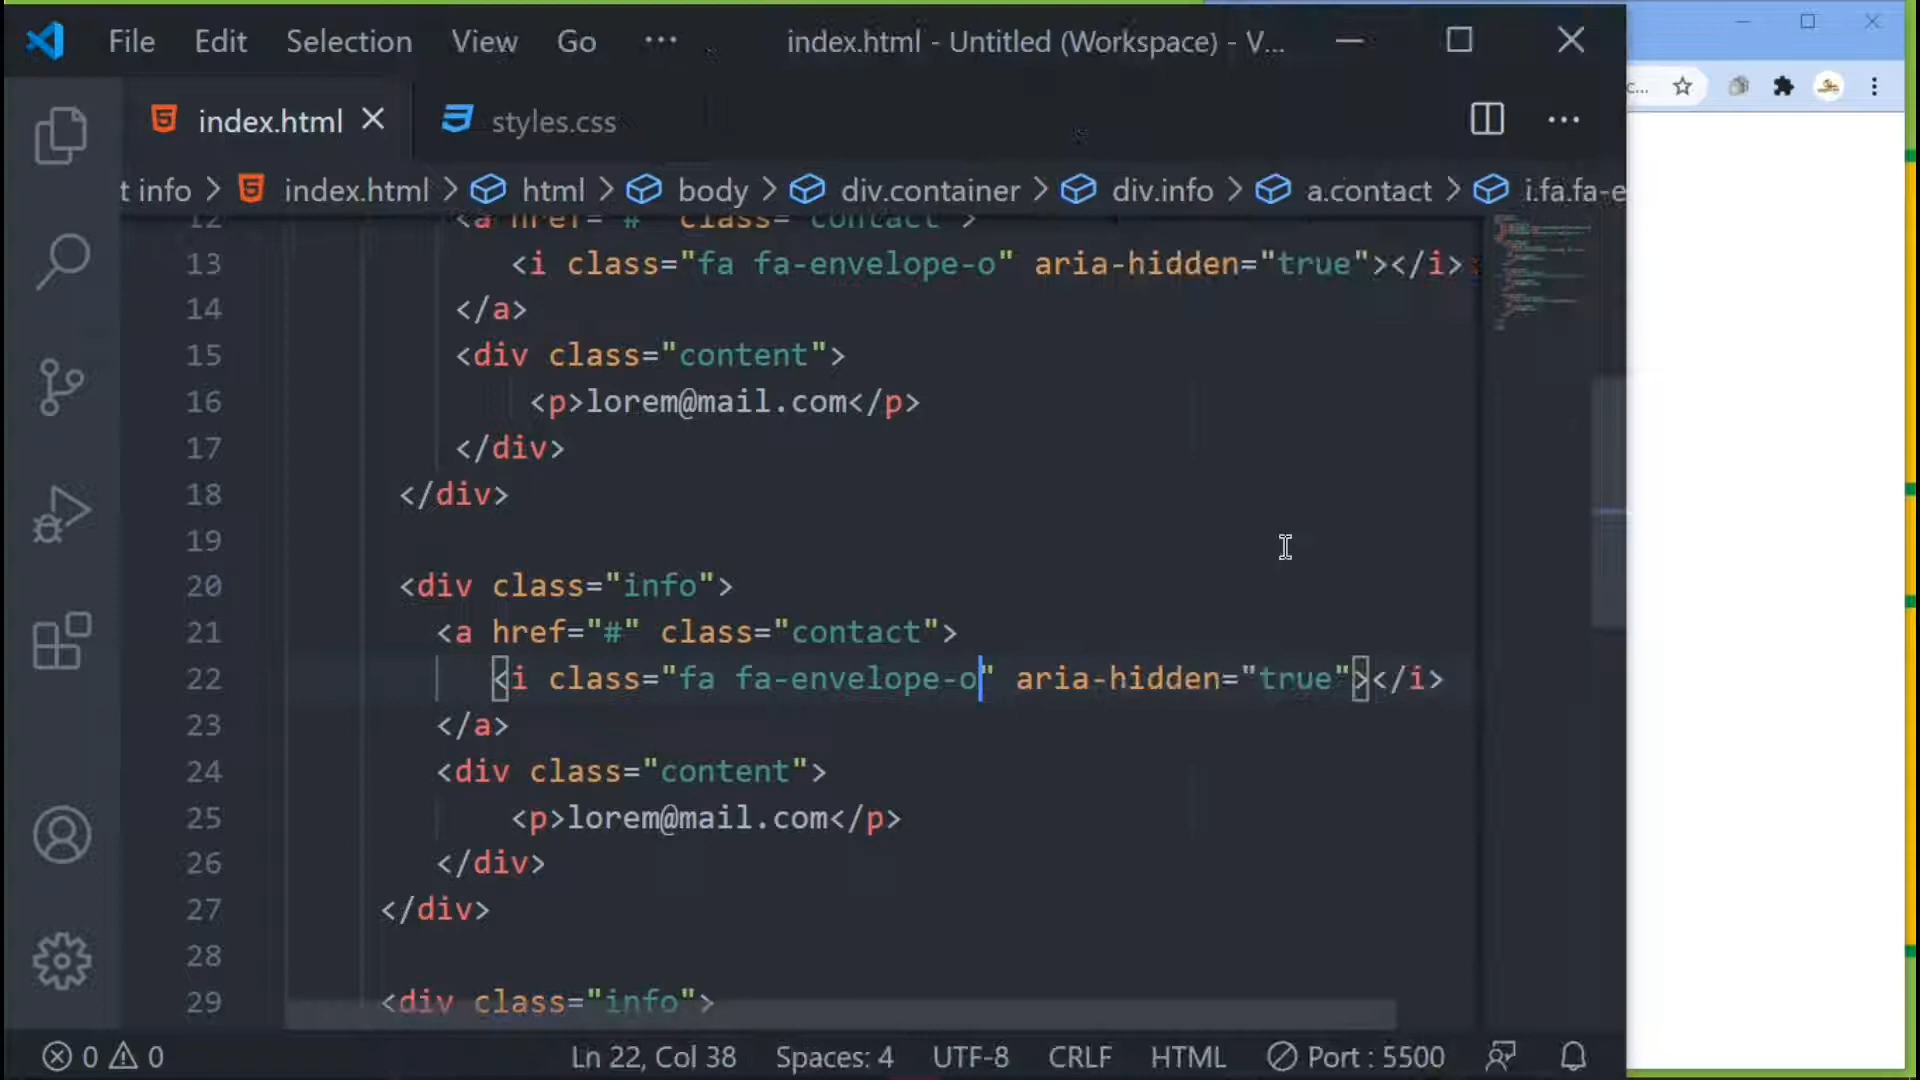 File Edit Selection View Go ... index.html - Untitled (Workspace) - V...
index.html styles.css
t info > index.html > html > body > div.container > div.info > a.contact > i.fa.fa-e
12 <a href="#" class="contact">
13 <i class="fa fa-envelope-o" aria-hidden="true"></i>
14 </a>
15 <div class="content">
16 <p>lorem@mail.com</p>
17 </div>
18 </div>
19
20 <div class="info">
21 <a href="#" class="contact">
22 <i class="fa fa-envelope-o" aria-hidden="true"></i>
23 </a>
24 <div class="content">
25 <p>lorem@mail.com</p>
26 </div>
27 </div>
28
29 <div class="info">
0 0 Ln 22, Col 38 Spaces: 4 UTF-8 CRLF HTML Port : 5500
c...